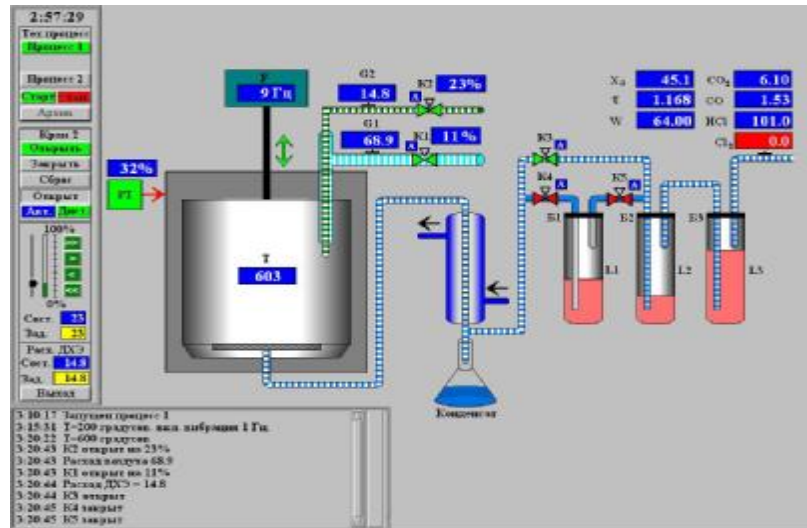 2:57:29
Тех.процесс
Процесс 1
Процесс 2
Старт Стоп
Архив
Кран 2
Открыть
Закрыть
Сброс
Открыт
Авт. Дист.
100%
0%
Сост. 23
Зад. 23
Расх. ДХЭ
Сост. 14.8
Зад. 14.8
Выход
F
9 Гц
G2
14.8
K2
23%
A
G1
68.9
K1
11%
A
32%
РТ
T
603
X₄ 45.1 CO₂ 6.10
τ 1.168 CO 1.53
W 64.00 HCl 101.0
Cl₂ 0.0
K3
A
K4
A
K5
A
Б1
Б2
Б3
L1
L2
L3
Конденсат
3:10:17 Запущен процесс 1
3:15:31 Т=200 градусов. вкл. вибрация 1 Гц.
3:20:22 Т=600 градусов
3:20:43 К2 открыт на 23%
3:20:43 Расход воздуха 68.9
3:20:43 К1 открыт на 11%
3:20:44 Расход ДХЭ = 14.8
3:20:44 К3 открыт
3:20:45 К4 закрыт
3:20:45 К5 закрыт